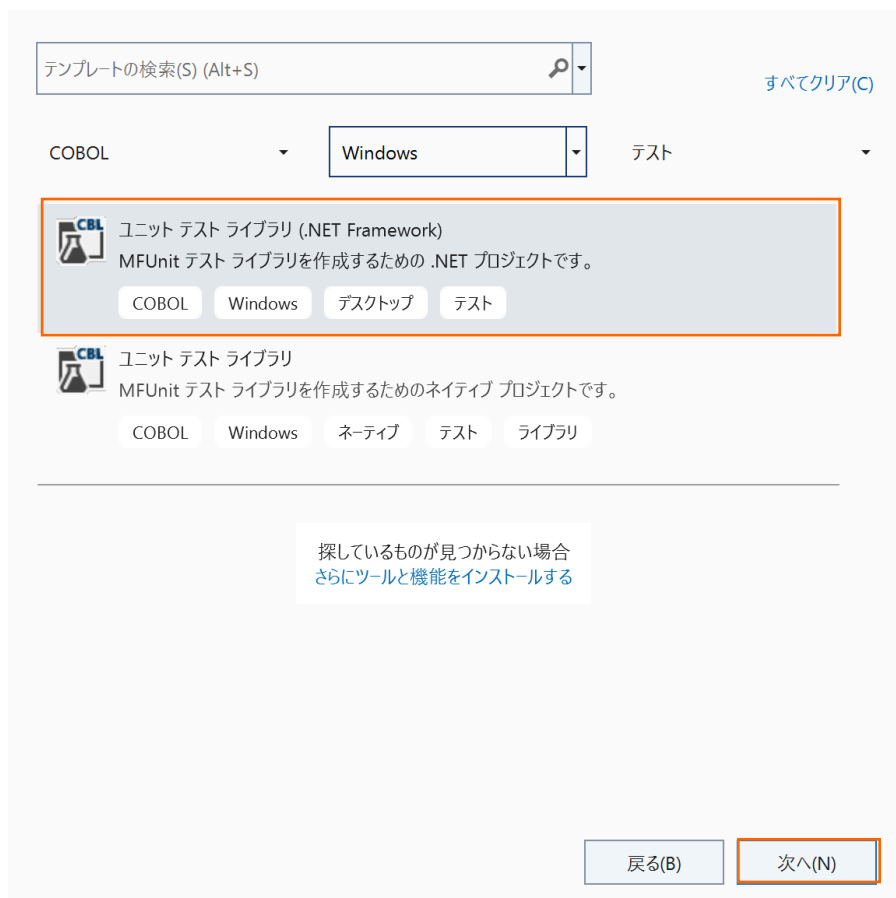 テンプレートの検索(S) (Alt+S)
すべてクリア(C)
COBOL Windows テスト
CBL
ユニット テスト ライブラリ (.NET Framework)
MFUnit テスト ライブラリを作成するための .NET プロジェクトです。
COBOL Windows デスクトップ テスト
CBL
ユニット テスト ライブラリ
MFUnit テスト ライブラリを作成するためのネイティブ プロジェクトです。
COBOL Windows ネーティブ テスト ライブラリ
探しているものが見つからない場合
さらにツールと機能をインストールする
戻る(B) 次へ(N)